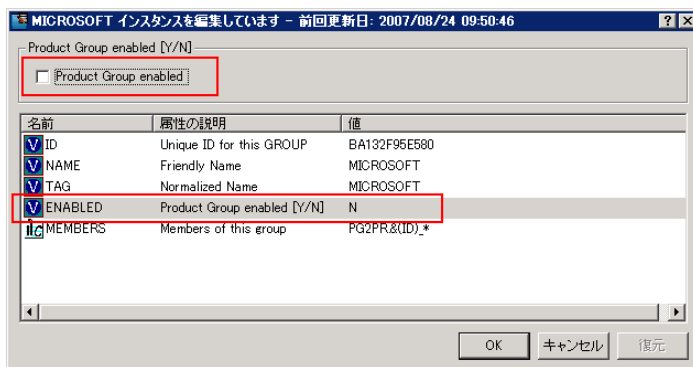 MICROSOFT インスタンスを編集しています - 前回更新日: 2007/08/24 09:50:46
Product Group enabled [Y/N]
Product Group enabled
名前 属性の説明 値
ID Unique ID for this GROUP BA132F95E580
NAME Friendly Name MICROSOFT
TAG Normalized Name MICROSOFT
ENABLED Product Group enabled [Y/N] N
MEMBERS Members of this group PG2PR.&(ID)_*
OK キャンセル 復元